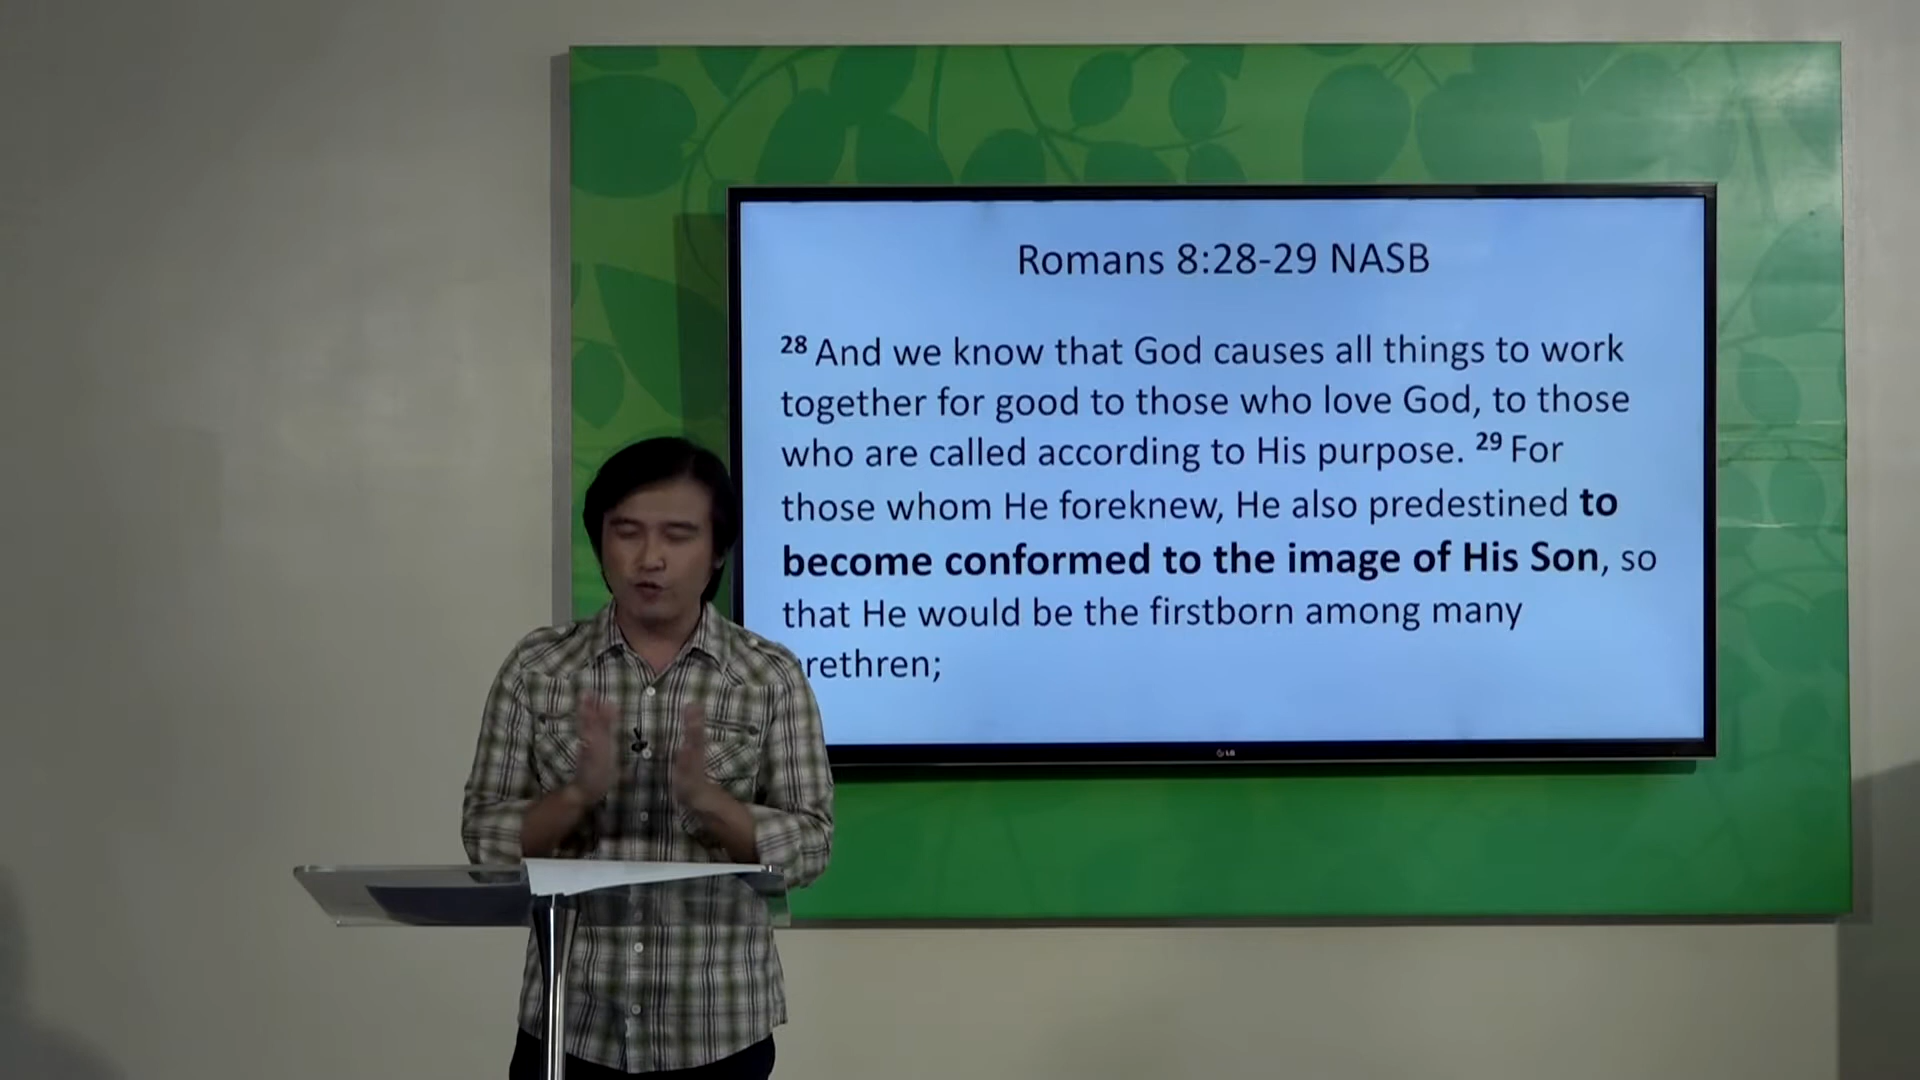 Romans 8:28-29 NASB
28 And we know that God causes all things to work
together for good to those who love God, to those
who are called according to His purpose. 29 For
those whom He foreknew, He also predestined to
become conformed to the image of His Son, so
that He would be the firstborn among many
rethren;
LG